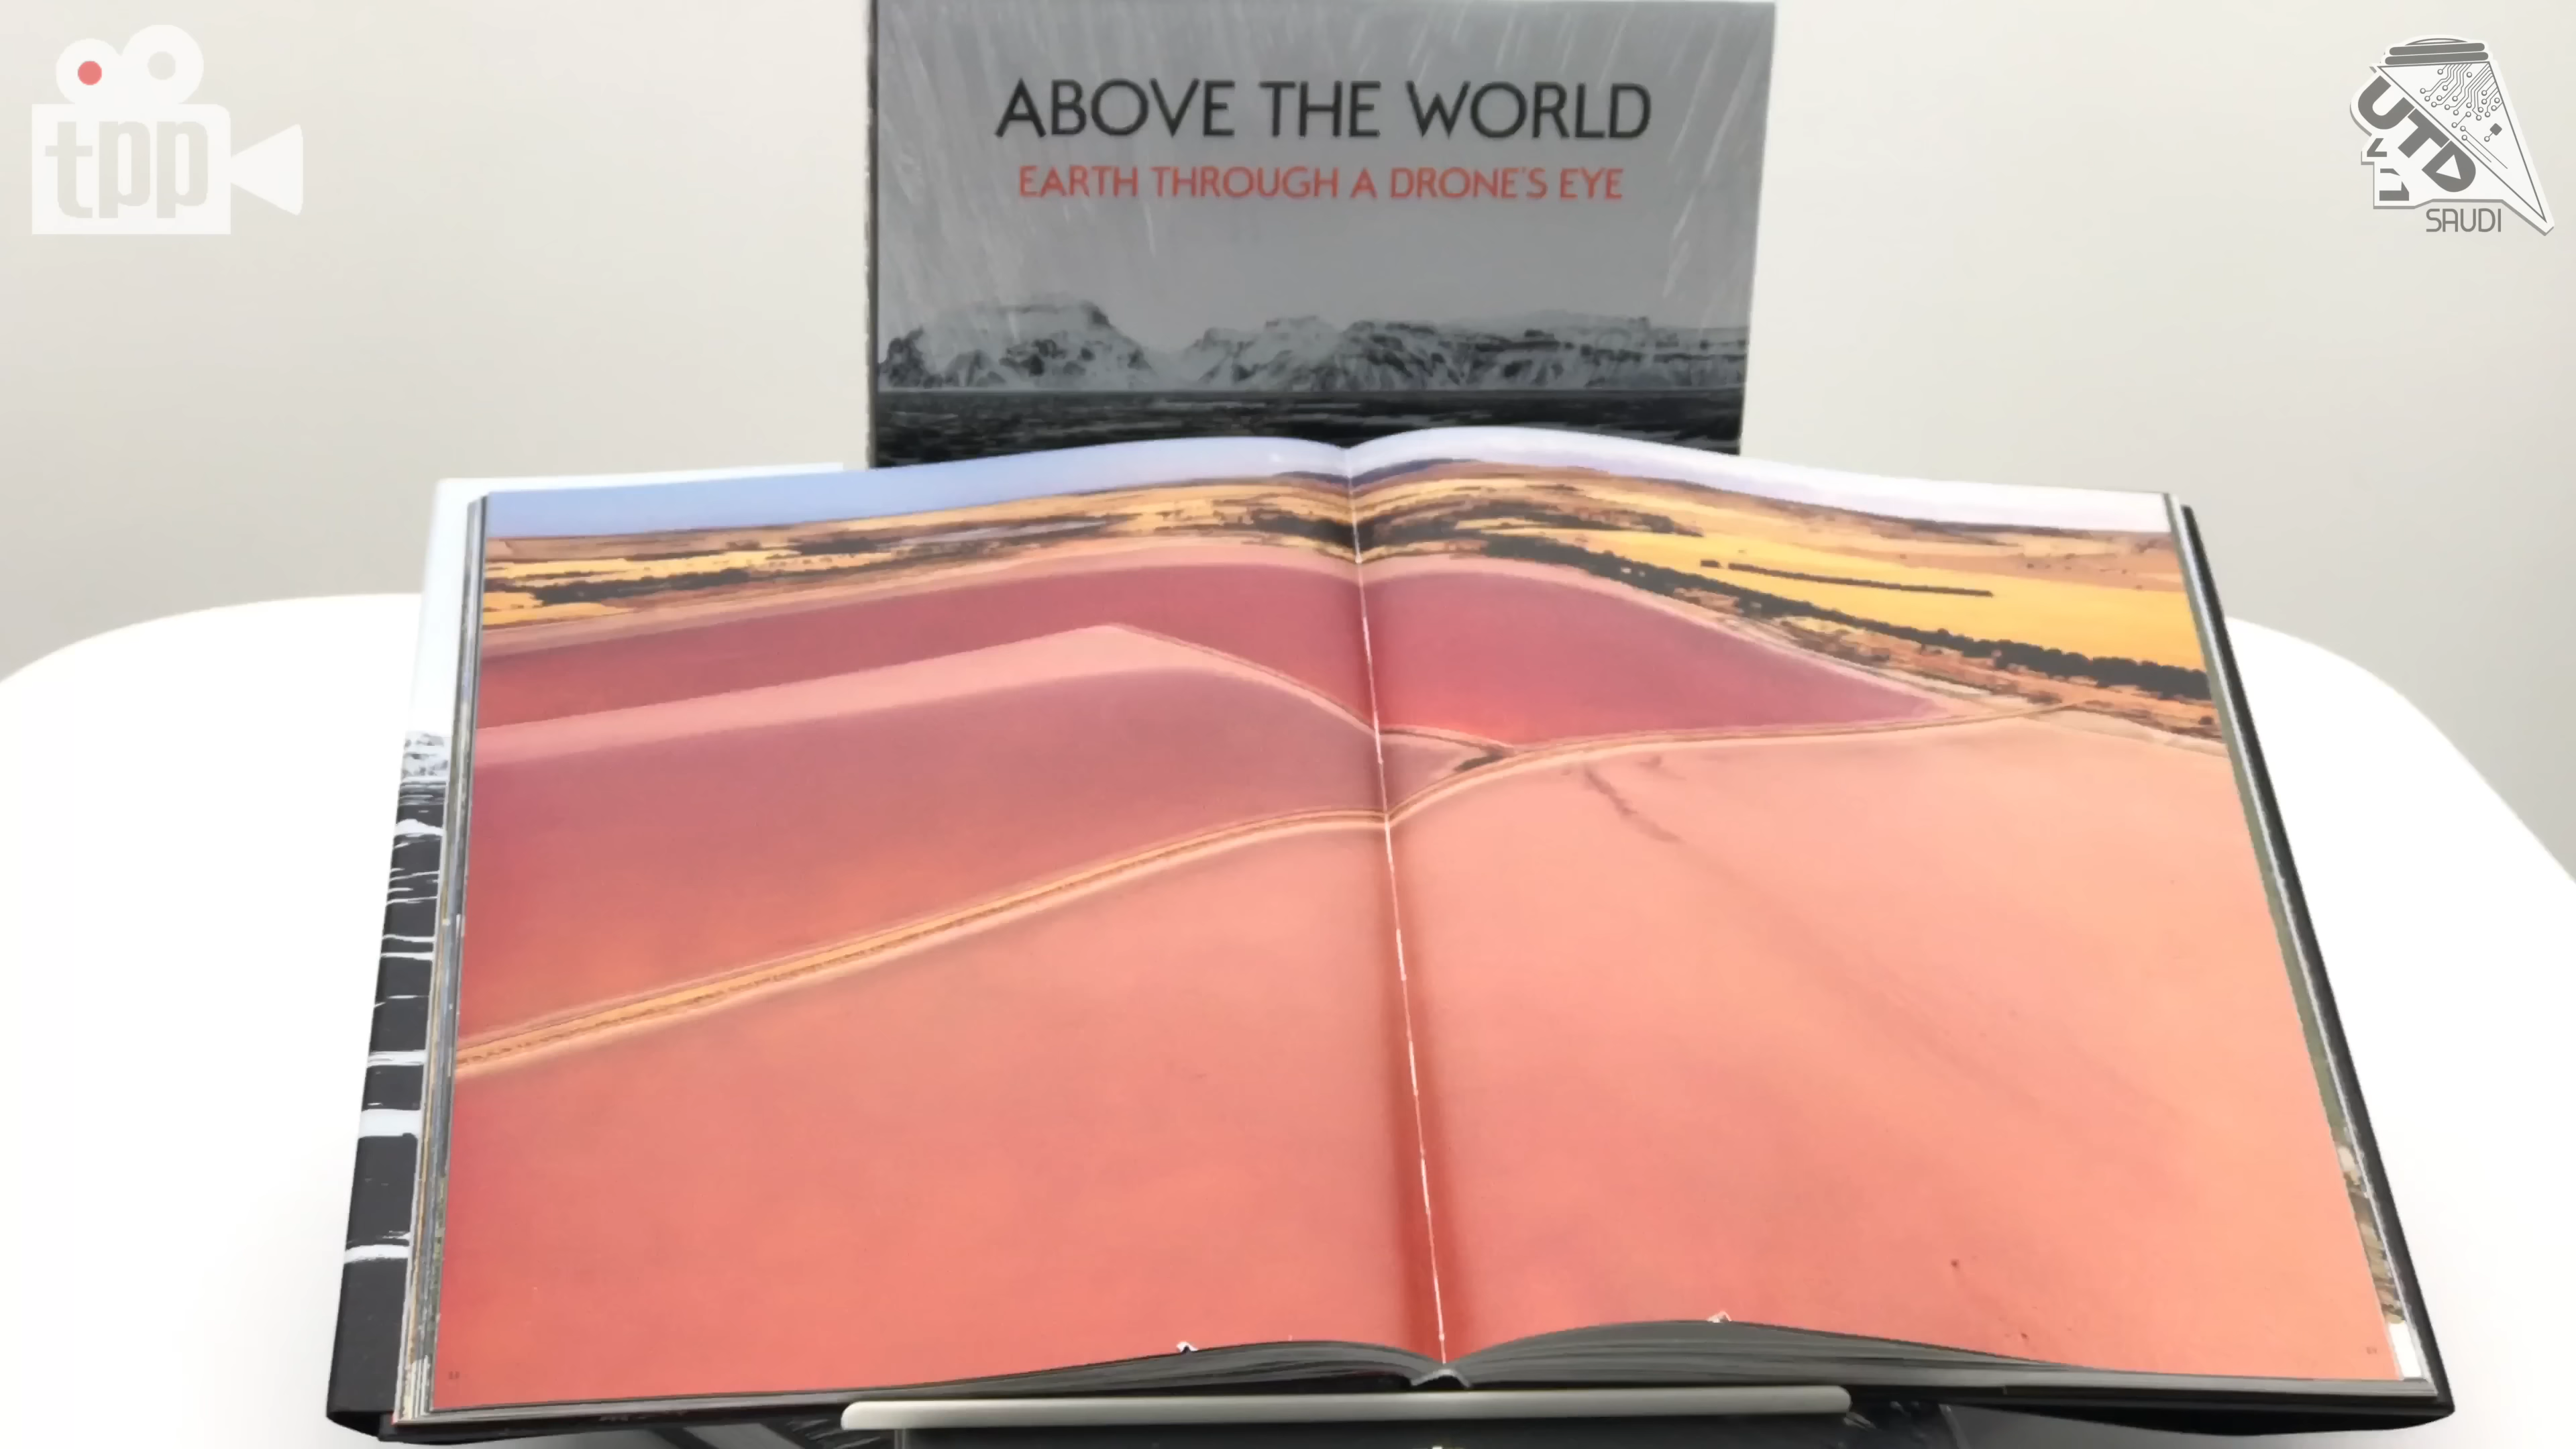 tpp
ABOVE THE WORLD
EARTH THROUGH A DRONE'S EYE
UTD
SAUDI